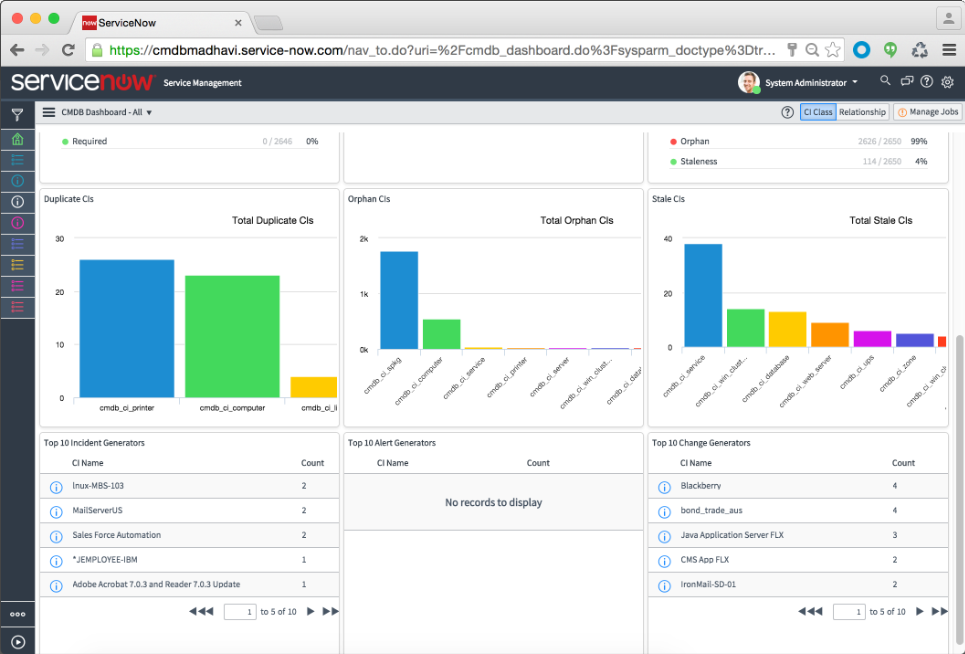 now ServiceNow
https://cmdbmadhavi.service-now.com/nav_to.do?uri=%2Fcmdb_dashboard.do%3Fsysparm_doctype%3Dtr...
servicenow Service Management
System Administrator
CMDB Dashboard - All
CI Class Relationship Manage Jobs
Required 0 / 2646 0%
Orphan 2626 / 2650 99%
Staleness 114 / 2650 4%
Duplicate CIs
Total Duplicate CIs
30
20
10
0
cmdb_ci_printer cmdb_ci_computer cmdb_ci_li
Orphan CIs
Total Orphan CIs
2k
1k
0k
cmdb_ci_spkg cmdb_ci_computer cmdb_ci_service cmdb_ci_printer cmdb_ci_server cmdb_ci_win_clust... cmdb_ci_data
Stale CIs
Total Stale CIs
40
20
0
cmdb_ci_service cmdb_ci_win_clust... cmdb_ci_database cmdb_ci_web_server cmdb_ci_ups cmdb_ci_zone cmdb_ci_win_c
Top 10 Incident Generators
CI Name Count
lnux-MBS-103 2
MailServerUS 2
Sales Force Automation 2
*JEMPLOYEE-IBM 1
Adobe Acrobat 7.0.3 and Reader 7.0.3 Update 1
1 to 5 of 10
Top 10 Alert Generators
CI Name Count
No records to display
Top 10 Change Generators
CI Name Count
Blackberry 4
bond_trade_aus 4
Java Application Server FLX 3
CMS App FLX 2
IronMail-SD-01 2
1 to 5 of 10